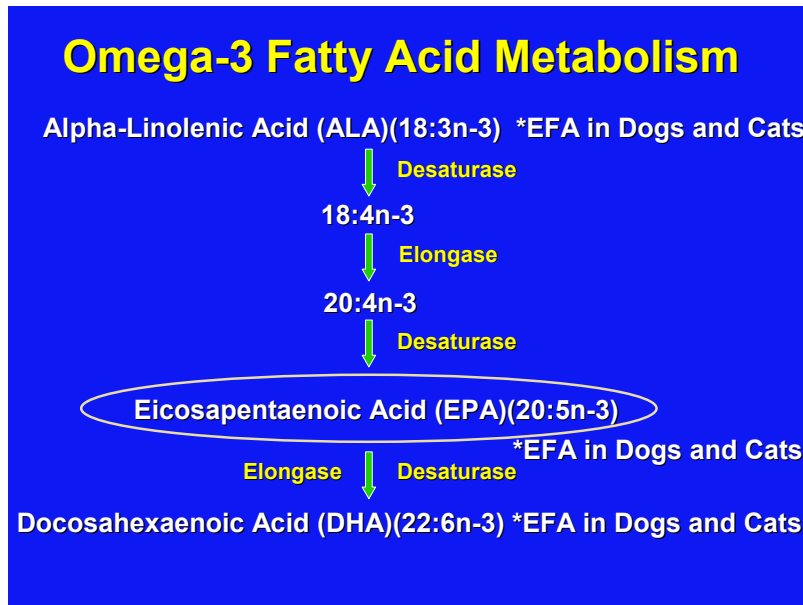 Omega-3 Fatty Acid Metabolism
Alpha-Linolenic Acid (ALA)(18:3n-3) *EFA in Dogs and Cats
Desaturase
18:4n-3
Elongase
20:4n-3
Desaturase
Eicosapentaenoic Acid (EPA)(20:5n-3)
*EFA in Dogs and Cats
Elongase Desaturase
Docosahexaenoic Acid (DHA)(22:6n-3) *EFA in Dogs and Cats